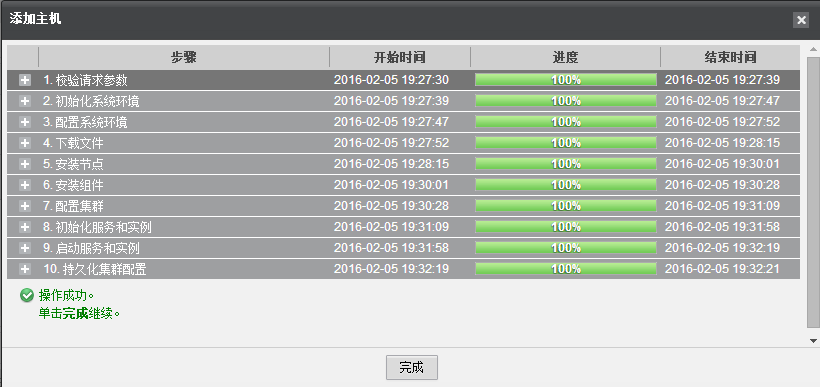 添加主机
步骤 开始时间 进度 结束时间
1. 校验请求参数 2016-02-05 19:27:30 100% 2016-02-05 19:27:39
2. 初始化系统环境 2016-02-05 19:27:39 100% 2016-02-05 19:27:47
3. 配置系统环境 2016-02-05 19:27:47 100% 2016-02-05 19:27:52
4. 下载文件 2016-02-05 19:27:52 100% 2016-02-05 19:28:15
5. 安装节点 2016-02-05 19:28:15 100% 2016-02-05 19:30:01
6. 安装组件 2016-02-05 19:30:01 100% 2016-02-05 19:30:28
7. 配置集群 2016-02-05 19:30:28 100% 2016-02-05 19:31:09
8. 初始化服务和实例 2016-02-05 19:31:09 100% 2016-02-05 19:31:58
9. 启动服务和实例 2016-02-05 19:31:58 100% 2016-02-05 19:32:19
10. 持久化集群配置 2016-02-05 19:32:19 100% 2016-02-05 19:32:21
操作成功。
单击完成继续。
完成